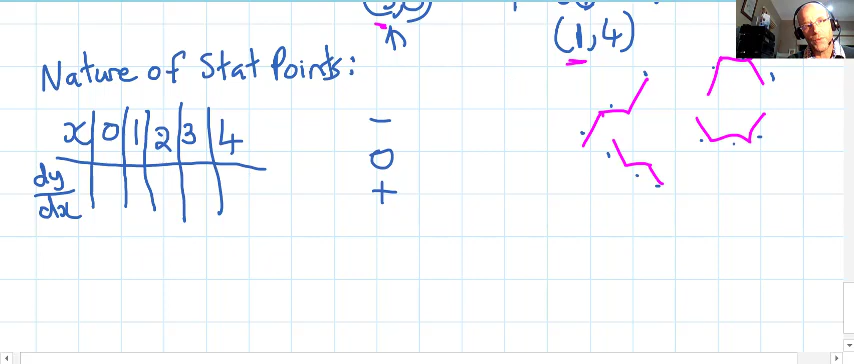 (1,4)
Nature of Stat Points:
x 0 1 2 3 4
dy/dx
−
0
+